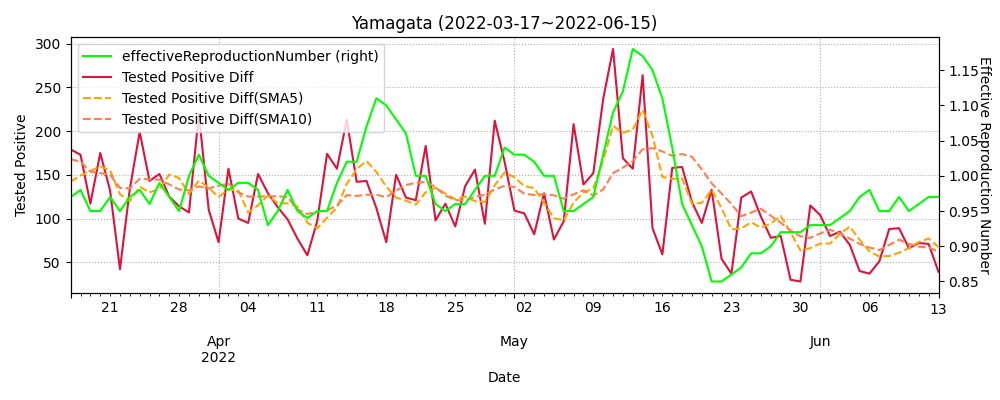 Yamagata (2022-03-17~2022-06-15)
effectiveReproductionNumber (right)
Tested Positive Diff
Tested Positive Diff(SMA5)
Tested Positive Diff(SMA10)
Tested Positive
300
250
200
150
100
50
1.15
1.10
1.05
1.00
0.95
0.90
0.85
Effective Reproduction Number
21 28 04 11 18 25 02 09 16 23 30 06 13
Apr May Jun
2022
Date